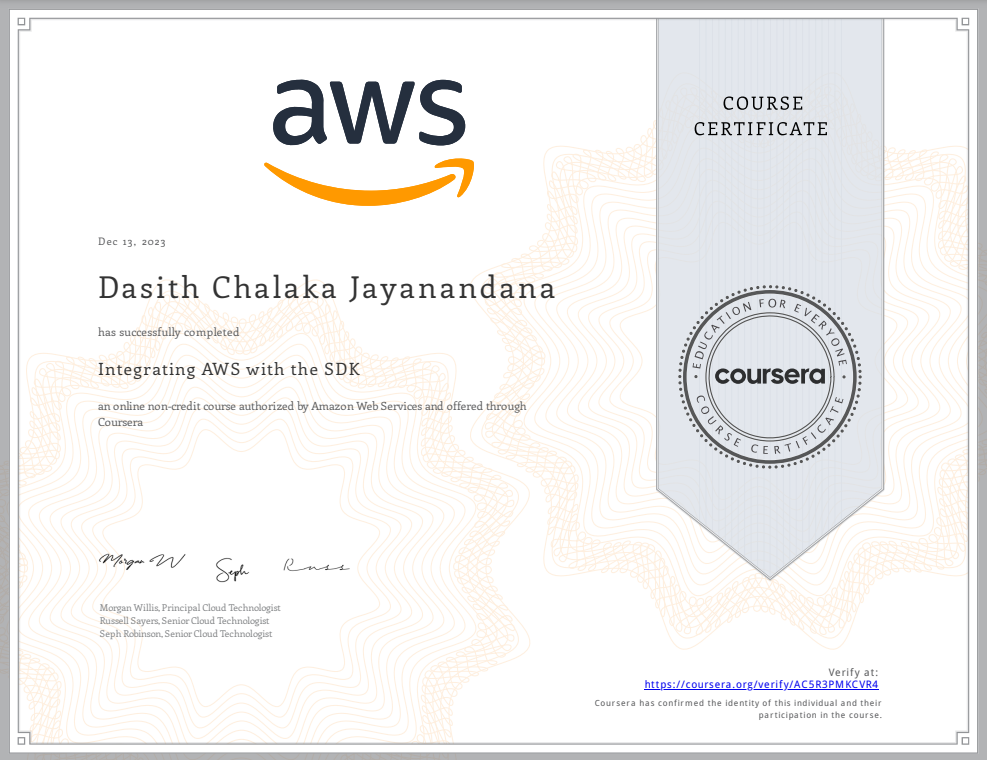 aws
COURSE
CERTIFICATE
Dec 13, 2023
Dasith Chalaka Jayanandana
has successfully completed
Integrating AWS with the SDK
an online non-credit course authorized by Amazon Web Services and offered through
Coursera
EDUCATION FOR EVERYONE
coursera
COURSE CERTIFICATE
Morgan W
Seph
Russ
Morgan Willis, Principal Cloud Technologist
Russell Sayers, Senior Cloud Technologist
Seph Robinson, Senior Cloud Technologist
Verify at:
https://coursera.org/verify/AC5R3PMKCVR4
Coursera has confirmed the identity of this individual and their
participation in the course.